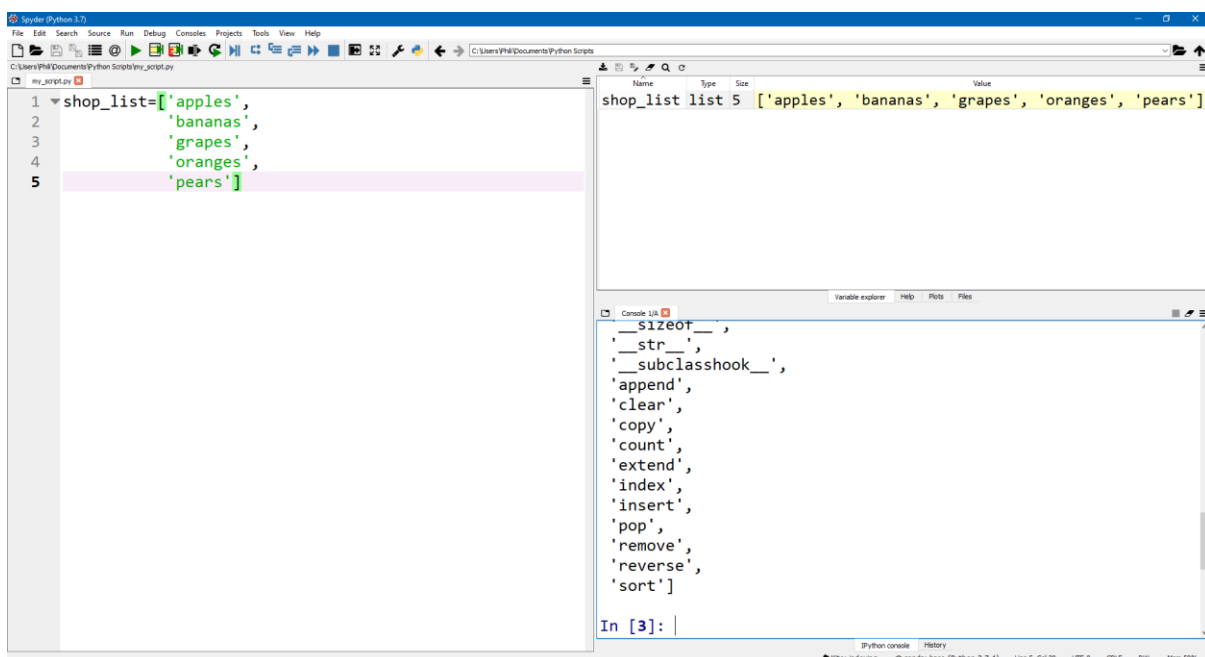 Spyder (Python 3.7)
File Edit Search Source Run Debug Consoles Projects Tools View Help
C:\Users\Phil\Documents\Python Scripts
C:\Users\Phil\Documents\Python Scripts\my_script.py
my_script.py
1 shop_list=['apples',
2 'bananas',
3 'grapes',
4 'oranges',
5 'pears']
Name Type Size Value
shop_list list 5 ['apples', 'bananas', 'grapes', 'oranges', 'pears']
Variable explorer Help Plots Files
Console 1/A
'__sizeof__',
'__str__',
'__subclasshook__',
'append',
'clear',
'copy',
'count',
'extend',
'index',
'insert',
'pop',
'remove',
'reverse',
'sort']
In [3]:
IPython console History